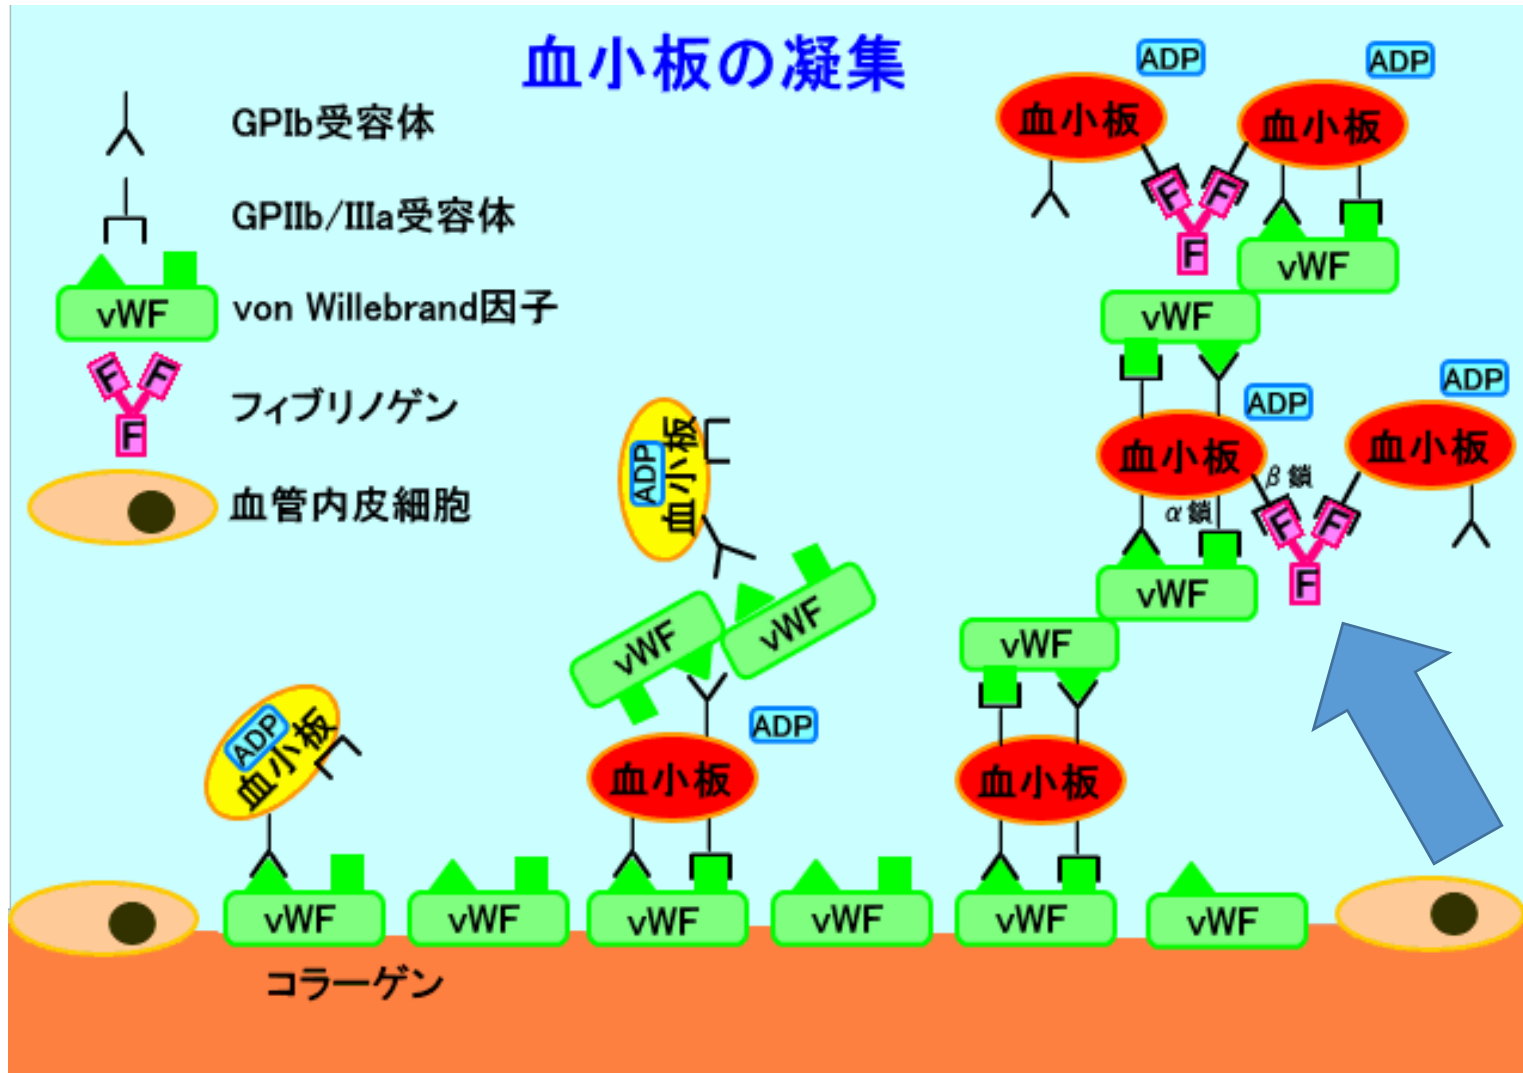 血小板の凝集
GPIb受容体
GPIIb/IIIa受容体
vWF
von Willebrand因子
F F
F
フィブリノゲン
血管内皮細胞
ADP
血小板
vWF
vWF
ADP
血小板
ADP
血小板
ADP
血小板
ADP
血小板
F F
F
vWF
vWF
ADP
血小板
ADP
血小板
β鎖
α鎖
F F
F
vWF
vWF
血小板
vWF
vWF
vWF
vWF
vWF
vWF
コラーゲン